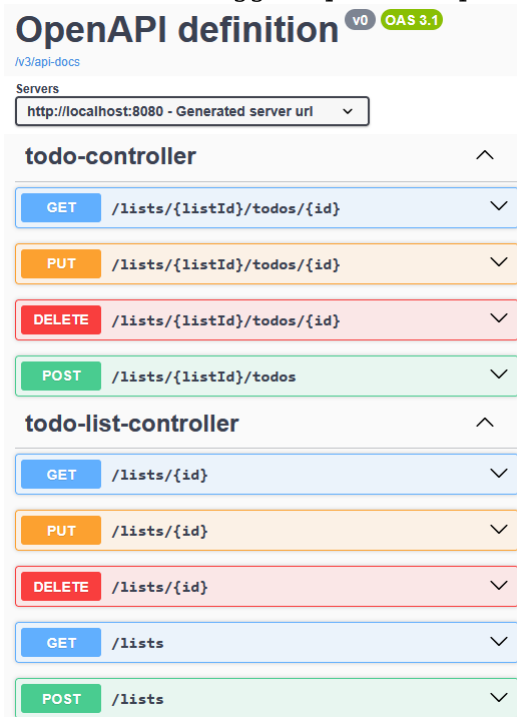 OpenAPI definition v0 OAS 3.1
/v3/api-docs
Servers
http://localhost:8080 - Generated server url
todo-controller
GET /lists/{listId}/todos/{id}
PUT /lists/{listId}/todos/{id}
DELETE /lists/{listId}/todos/{id}
POST /lists/{listId}/todos
todo-list-controller
GET /lists/{id}
PUT /lists/{id}
DELETE /lists/{id}
GET /lists
POST /lists